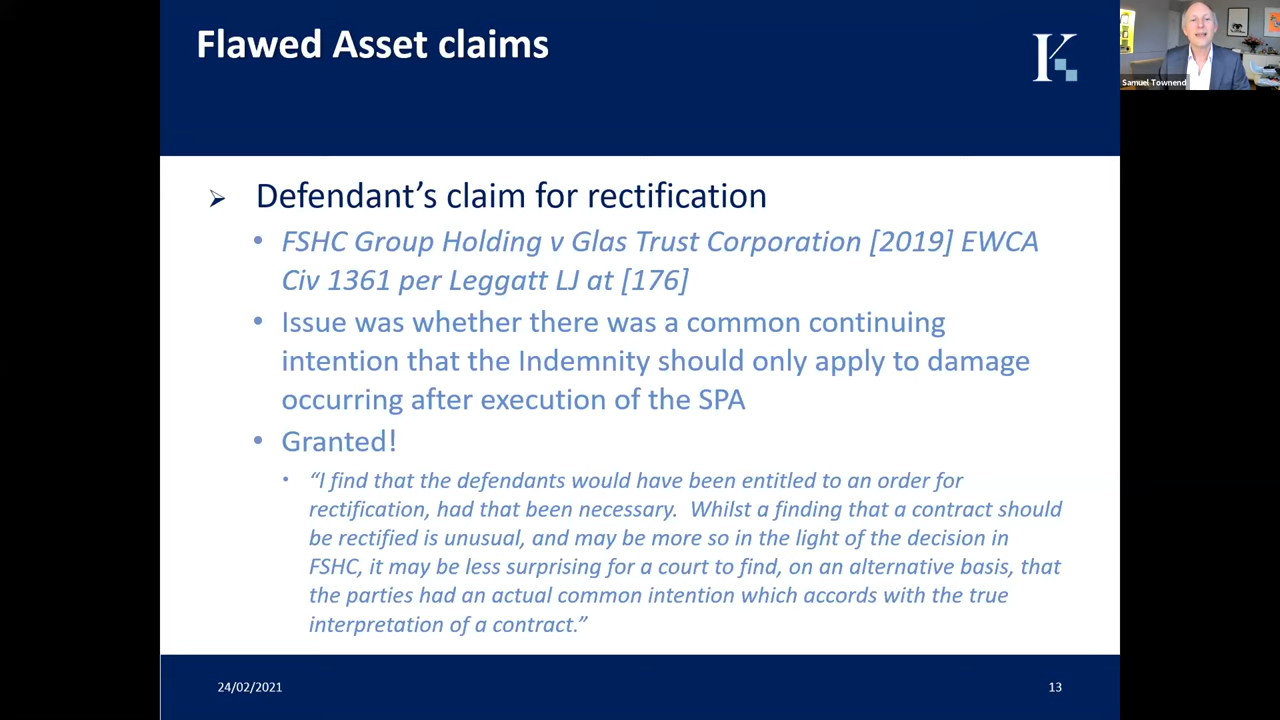 Flawed Asset claims
K
Samuel Townend
➢ Defendant’s claim for rectification
• FSHC Group Holding v Glas Trust Corporation [2019] EWCA
Civ 1361 per Leggatt LJ at [176]
• Issue was whether there was a common continuing
intention that the Indemnity should only apply to damage
occurring after execution of the SPA
• Granted!
• “I find that the defendants would have been entitled to an order for
rectification, had that been necessary. Whilst a finding that a contract should
be rectified is unusual, and may be more so in the light of the decision in
FSHC, it may be less surprising for a court to find, on an alternative basis, that
the parties had an actual common intention which accords with the true
interpretation of a contract.”
24/02/2021
13